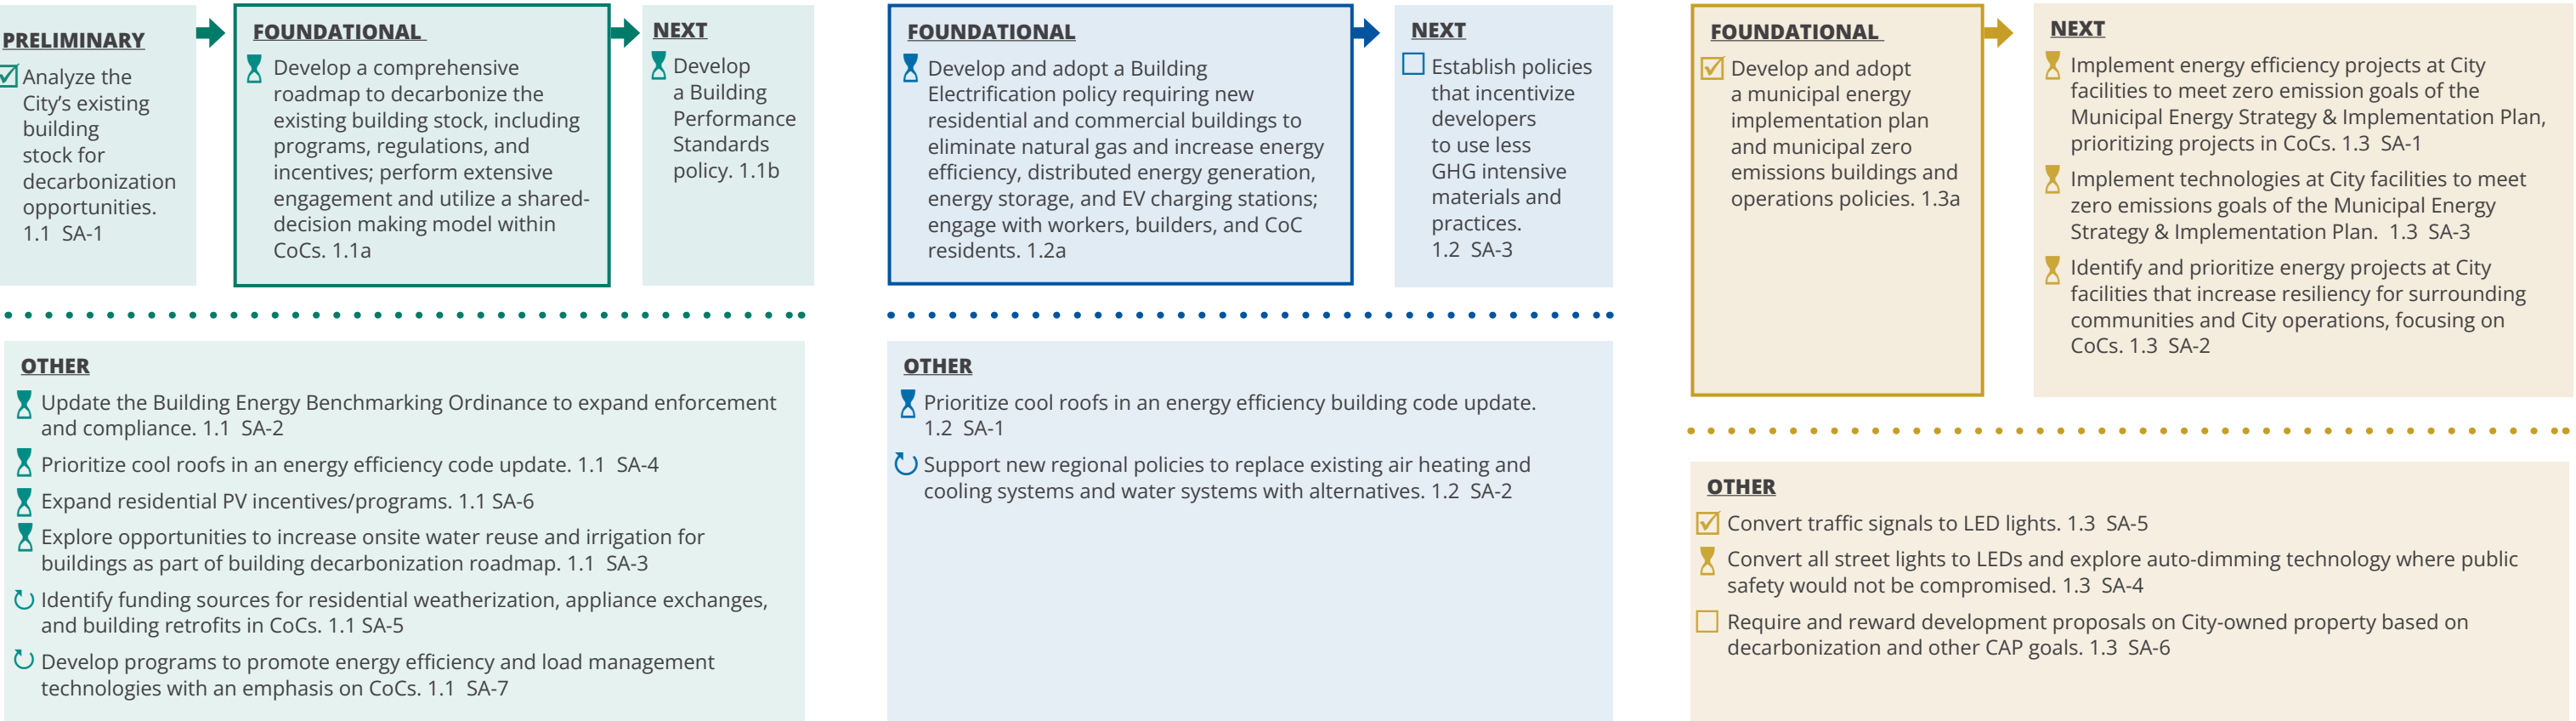 PRELIMINARY
Analyze the
City’s existing
building
stock for
decarbonization
opportunities.
1.1 SA-1
FOUNDATIONAL
Develop a comprehensive
roadmap to decarbonize the
existing building stock, including
programs, regulations, and
incentives; perform extensive
engagement and utilize a shared-
decision making model within
CoCs. 1.1a
NEXT
Develop
a Building
Performance
Standards
policy. 1.1b
OTHER
Update the Building Energy Benchmarking Ordinance to expand enforcement
and compliance. 1.1 SA-2
Prioritize cool roofs in an energy efficiency code update. 1.1 SA-4
Expand residential PV incentives/programs. 1.1 SA-6
Explore opportunities to increase onsite water reuse and irrigation for
buildings as part of building decarbonization roadmap. 1.1 SA-3
Identify funding sources for residential weatherization, appliance exchanges,
and building retrofits in CoCs. 1.1 SA-5
Develop programs to promote energy efficiency and load management
technologies with an emphasis on CoCs. 1.1 SA-7
FOUNDATIONAL
Develop and adopt a Building
Electrification policy requiring new
residential and commercial buildings to
eliminate natural gas and increase energy
efficiency, distributed energy generation,
energy storage, and EV charging stations;
engage with workers, builders, and CoC
residents. 1.2a
NEXT
Establish policies
that incentivize
developers
to use less
GHG intensive
materials and
practices.
1.2 SA-3
OTHER
Prioritize cool roofs in an energy efficiency building code update.
1.2 SA-1
Support new regional policies to replace existing air heating and
cooling systems and water systems with alternatives. 1.2 SA-2
FOUNDATIONAL
Develop and adopt
a municipal energy
implementation plan
and municipal zero
emissions buildings and
operations policies. 1.3a
NEXT
Implement energy efficiency projects at City
facilities to meet zero emission goals of the
Municipal Energy Strategy & Implementation Plan,
prioritizing projects in CoCs. 1.3 SA-1
Implement technologies at City facilities to meet
zero emissions goals of the Municipal Energy
Strategy & Implementation Plan. 1.3 SA-3
Identify and prioritize energy projects at City
facilities that increase resiliency for surrounding
communities and City operations, focusing on
CoCs. 1.3 SA-2
OTHER
Convert traffic signals to LED lights. 1.3 SA-5
Convert all street lights to LEDs and explore auto-dimming technology where public
safety would not be compromised. 1.3 SA-4
Require and reward development proposals on City-owned property based on
decarbonization and other CAP goals. 1.3 SA-6